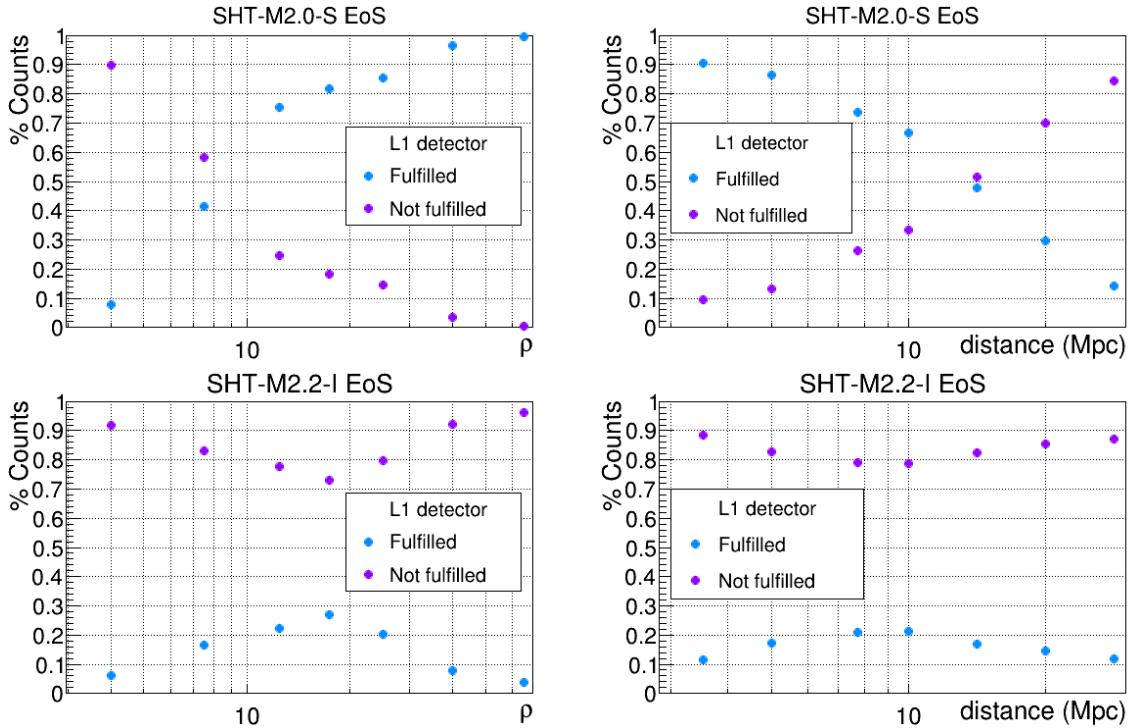 SHT-M2.0-S EoS
% Counts
1
0.9
0.8
0.7
0.6
0.5
0.4
0.3
0.2
0.1
0
L1 detector
Fulfilled
Not fulfilled
10
ρ
SHT-M2.0-S EoS
% Counts
1
0.9
0.8
0.7
0.6
0.5
0.4
0.3
0.2
0.1
0
L1 detector
Fulfilled
Not fulfilled
10
distance (Mpc)
SHT-M2.2-I EoS
% Counts
1
0.9
0.8
0.7
0.6
0.5
0.4
0.3
0.2
0.1
0
L1 detector
Fulfilled
Not fulfilled
10
ρ
SHT-M2.2-I EoS
% Counts
1
0.9
0.8
0.7
0.6
0.5
0.4
0.3
0.2
0.1
0
L1 detector
Fulfilled
Not fulfilled
10
distance (Mpc)